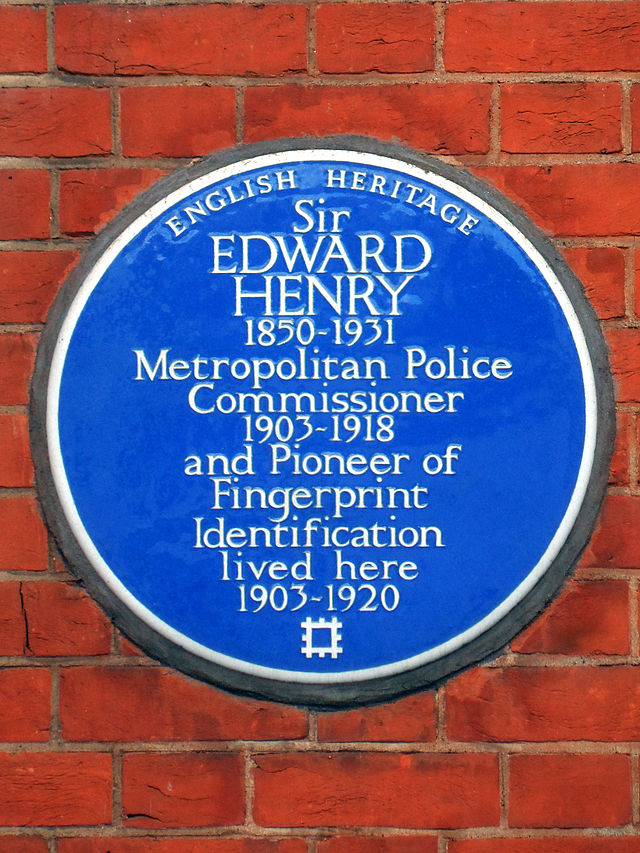 ENGLISH HERITAGE
Sir
EDWARD
HENRY
1850-1931
Metropolitan Police
Commissioner
1903-1918
and Pioneer of
Fingerprint
Identification
lived here
1903-1920